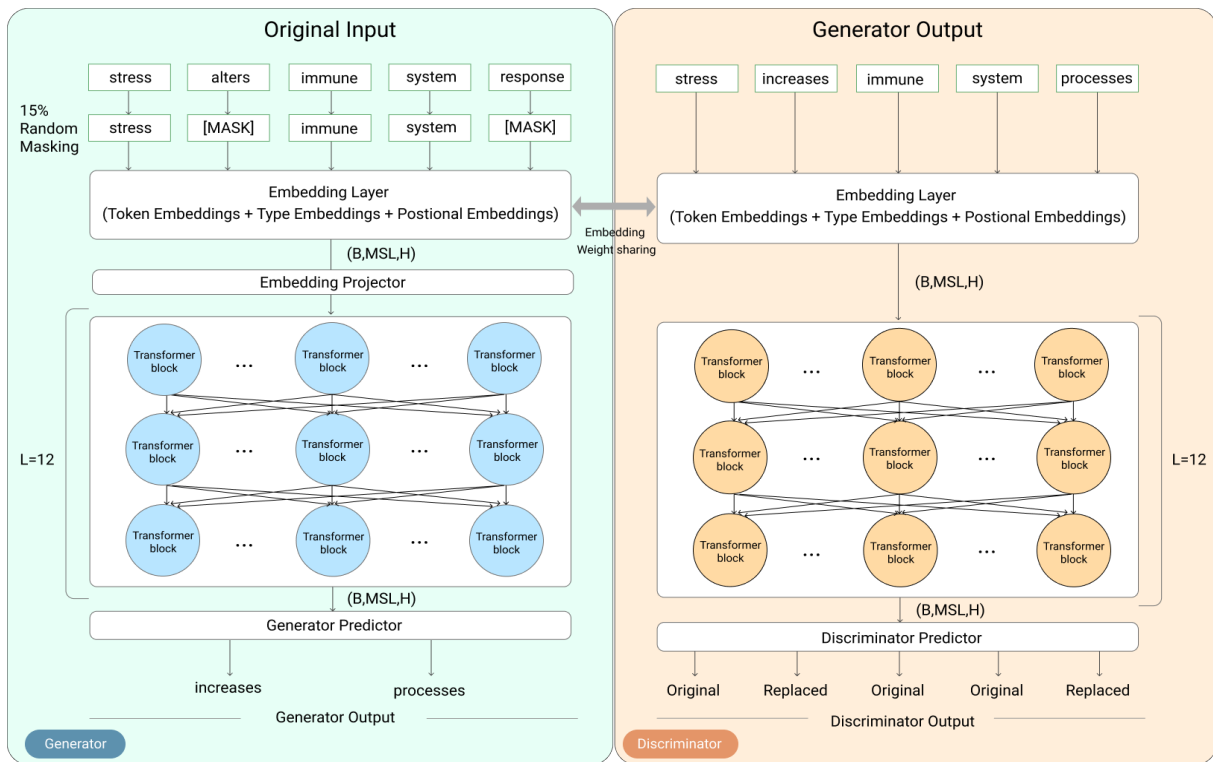 Original Input
stress alters immune system response
15%
Random
Masking
stress [MASK] immune system [MASK]
Embedding Layer
(Token Embeddings + Type Embeddings + Postional Embeddings)
(B,MSL,H)
Embedding Projector
L=12
Transformer
block
...
Transformer
block
...
Transformer
block
Transformer
block
...
Transformer
block
...
Transformer
block
Transformer
block
...
Transformer
block
...
Transformer
block
(B,MSL,H)
Generator Predictor
increases processes
Generator Output
Generator
Embedding
Weight sharing
Generator Output
stress increases immune system processes
Embedding Layer
(Token Embeddings + Type Embeddings + Postional Embeddings)
(B,MSL,H)
Transformer
block
...
Transformer
block
...
Transformer
block
Transformer
block
...
Transformer
block
...
Transformer
block
Transformer
block
...
Transformer
block
...
Transformer
block
L=12
(B,MSL,H)
Discriminator Predictor
Original Replaced Original Original Replaced
Discriminator Output
Discriminator